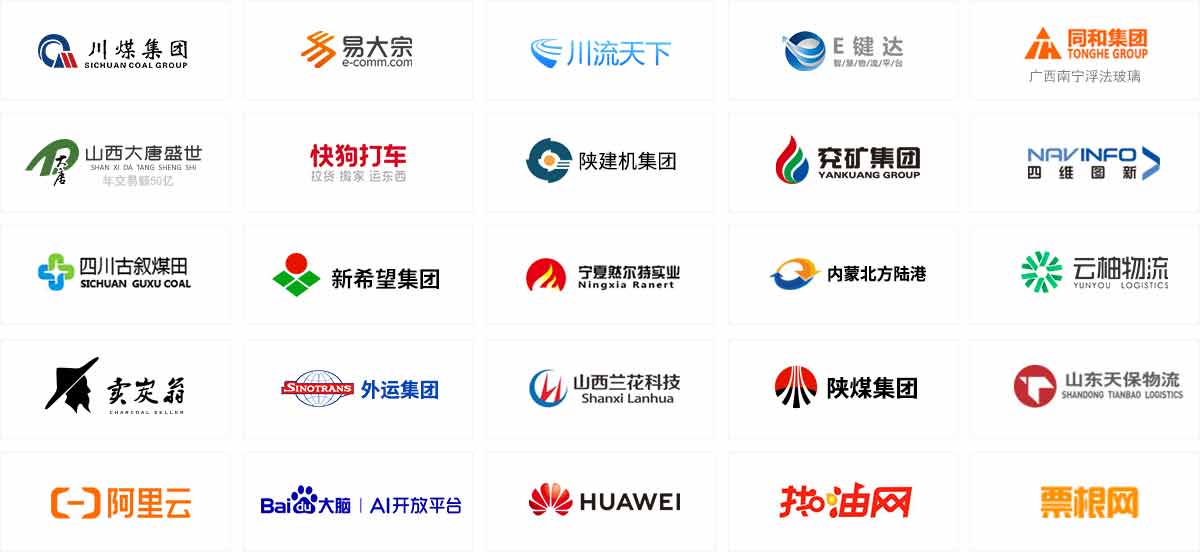 川煤集团
SICHUAN COAL GROUP
易大宗
e-comm.com
川流天下
E键达
智/慧/物/流/平/台
同和集团
TONGHE GROUP
广西南宁浮法玻璃
大唐
山西大唐盛世
SHAN XI DA TANG SHENG SHI
年交易额50亿
快狗打车
拉货 搬家 运东西
陕建机集团
兖矿集团
YANKUANG GROUP
NAVINFO
四维图新
四川古叙煤田
SICHUAN GUXU COAL
新希望集团
宁夏然尔特实业
Ningxia Ranert
内蒙北方陆港
云柚物流
YUNYOU LOGISTICS
卖炭翁
CHARCOAL SELLER
SINOTRANS
外运集团
山西兰花科技
Shanxi Lanhua
陕煤集团
山东天保物流
SHANDONG TIANBAO LOGISTICS
阿里云
Bai du 大脑 | AI开放平台
HUAWEI
找油网
票根网